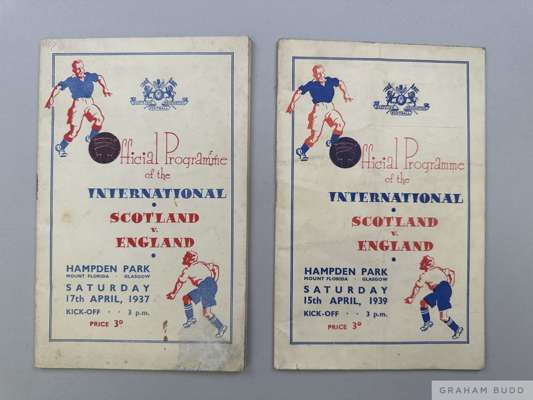 Official Programme
of the
INTERNATIONAL
SCOTLAND
v.
ENGLAND
HAMPDEN PARK
MOUNT FLORIDA · GLASGOW
SATURDAY
17th APRIL, 1937
KICK-OFF · · 3 p.m.
PRICE 3D
Official Programme
of the
INTERNATIONAL
SCOTLAND
v.
ENGLAND
HAMPDEN PARK
MOUNT FLORIDA · GLASGOW
SATURDAY
15th APRIL, 1939
KICK-OFF · · 3 p.m.
PRICE 3D
GRAHAM BUDD